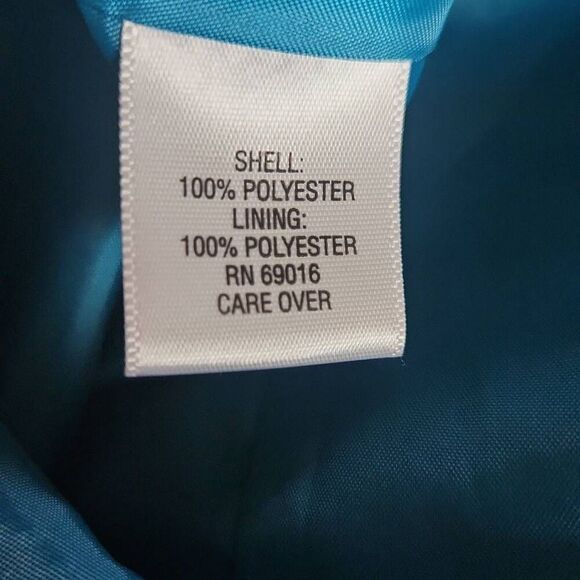 SHELL:
100% POLYESTER
LINING:
100% POLYESTER
RN 69016
CARE OVER